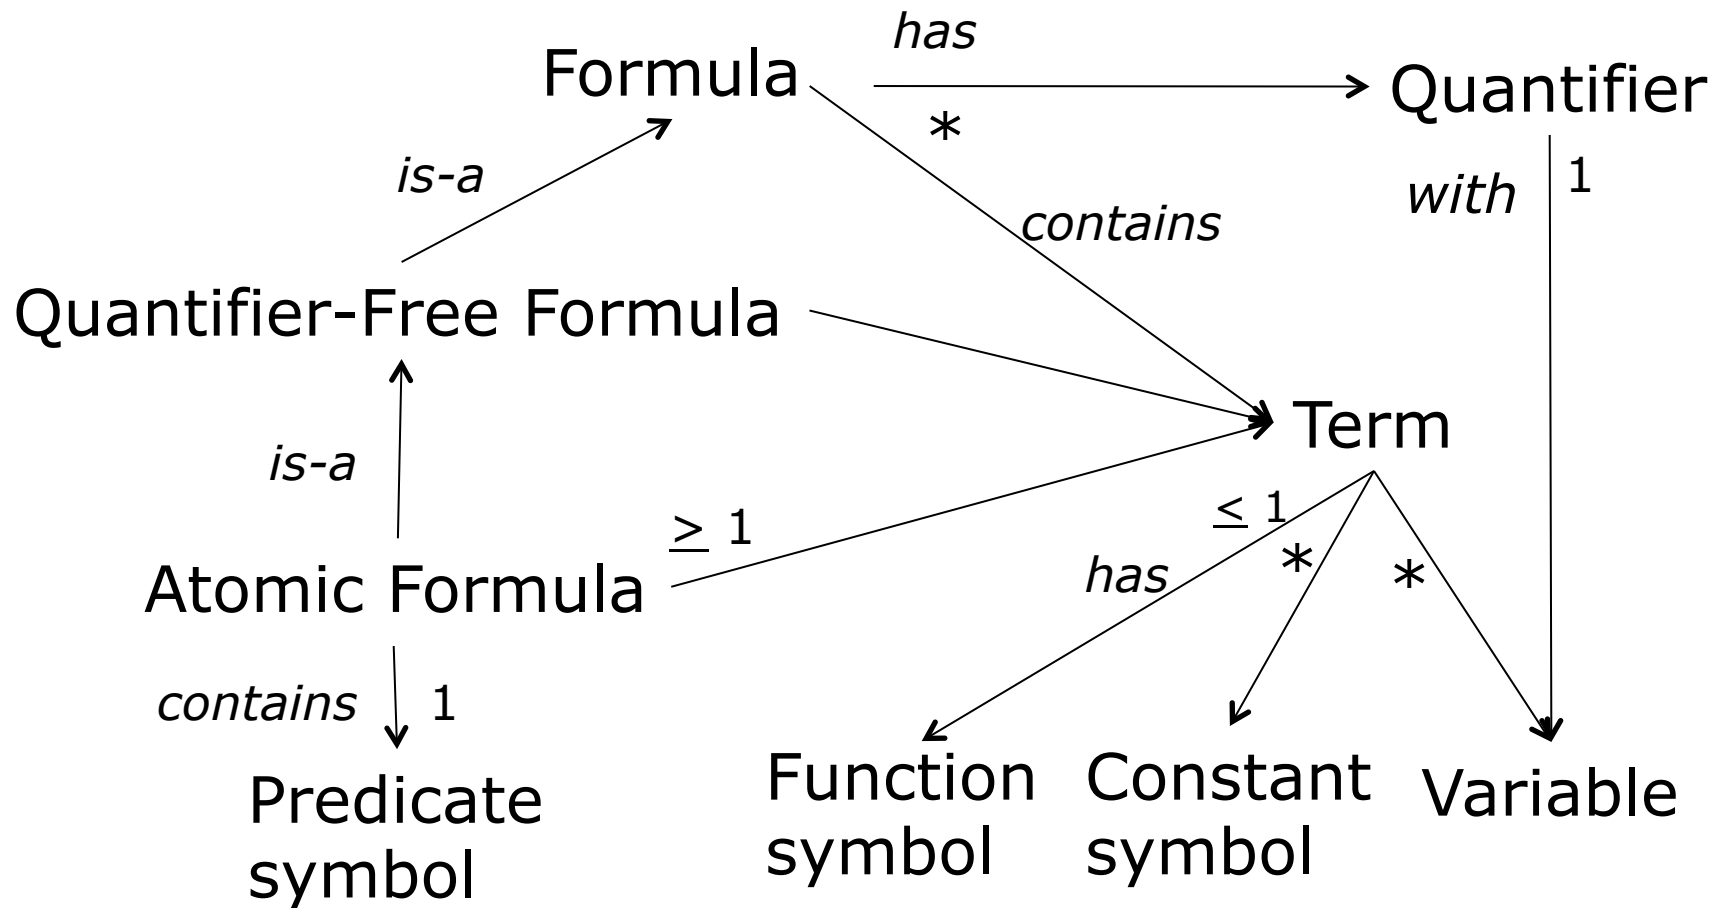 has
Formula
Quantifier
*
is-a
1
with
contains
Quantifier-Free Formula
Term
is-a
≥ 1
≤ 1
*
*
has
Atomic Formula
contains
1
Function
symbol
Constant
symbol
Variable
Predicate
symbol